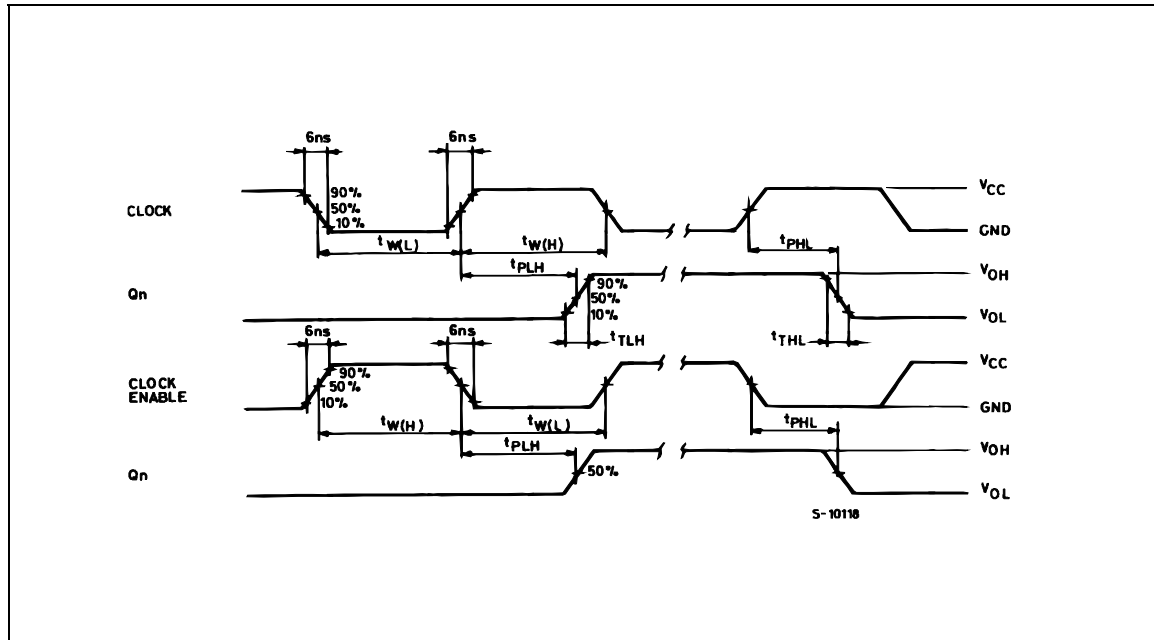 6ns 6ns
CLOCK 90% 50% 10% VCC GND
tW(L) tW(H) tPHL
tPLH
Qn 90% 50% 10% VOH VOL
6ns 6ns tTLH tTHL
CLOCK ENABLE 90% 50% 10% VCC GND
tW(H) tW(L) tPHL
tPLH
Qn 50% VOH VOL
S-10118